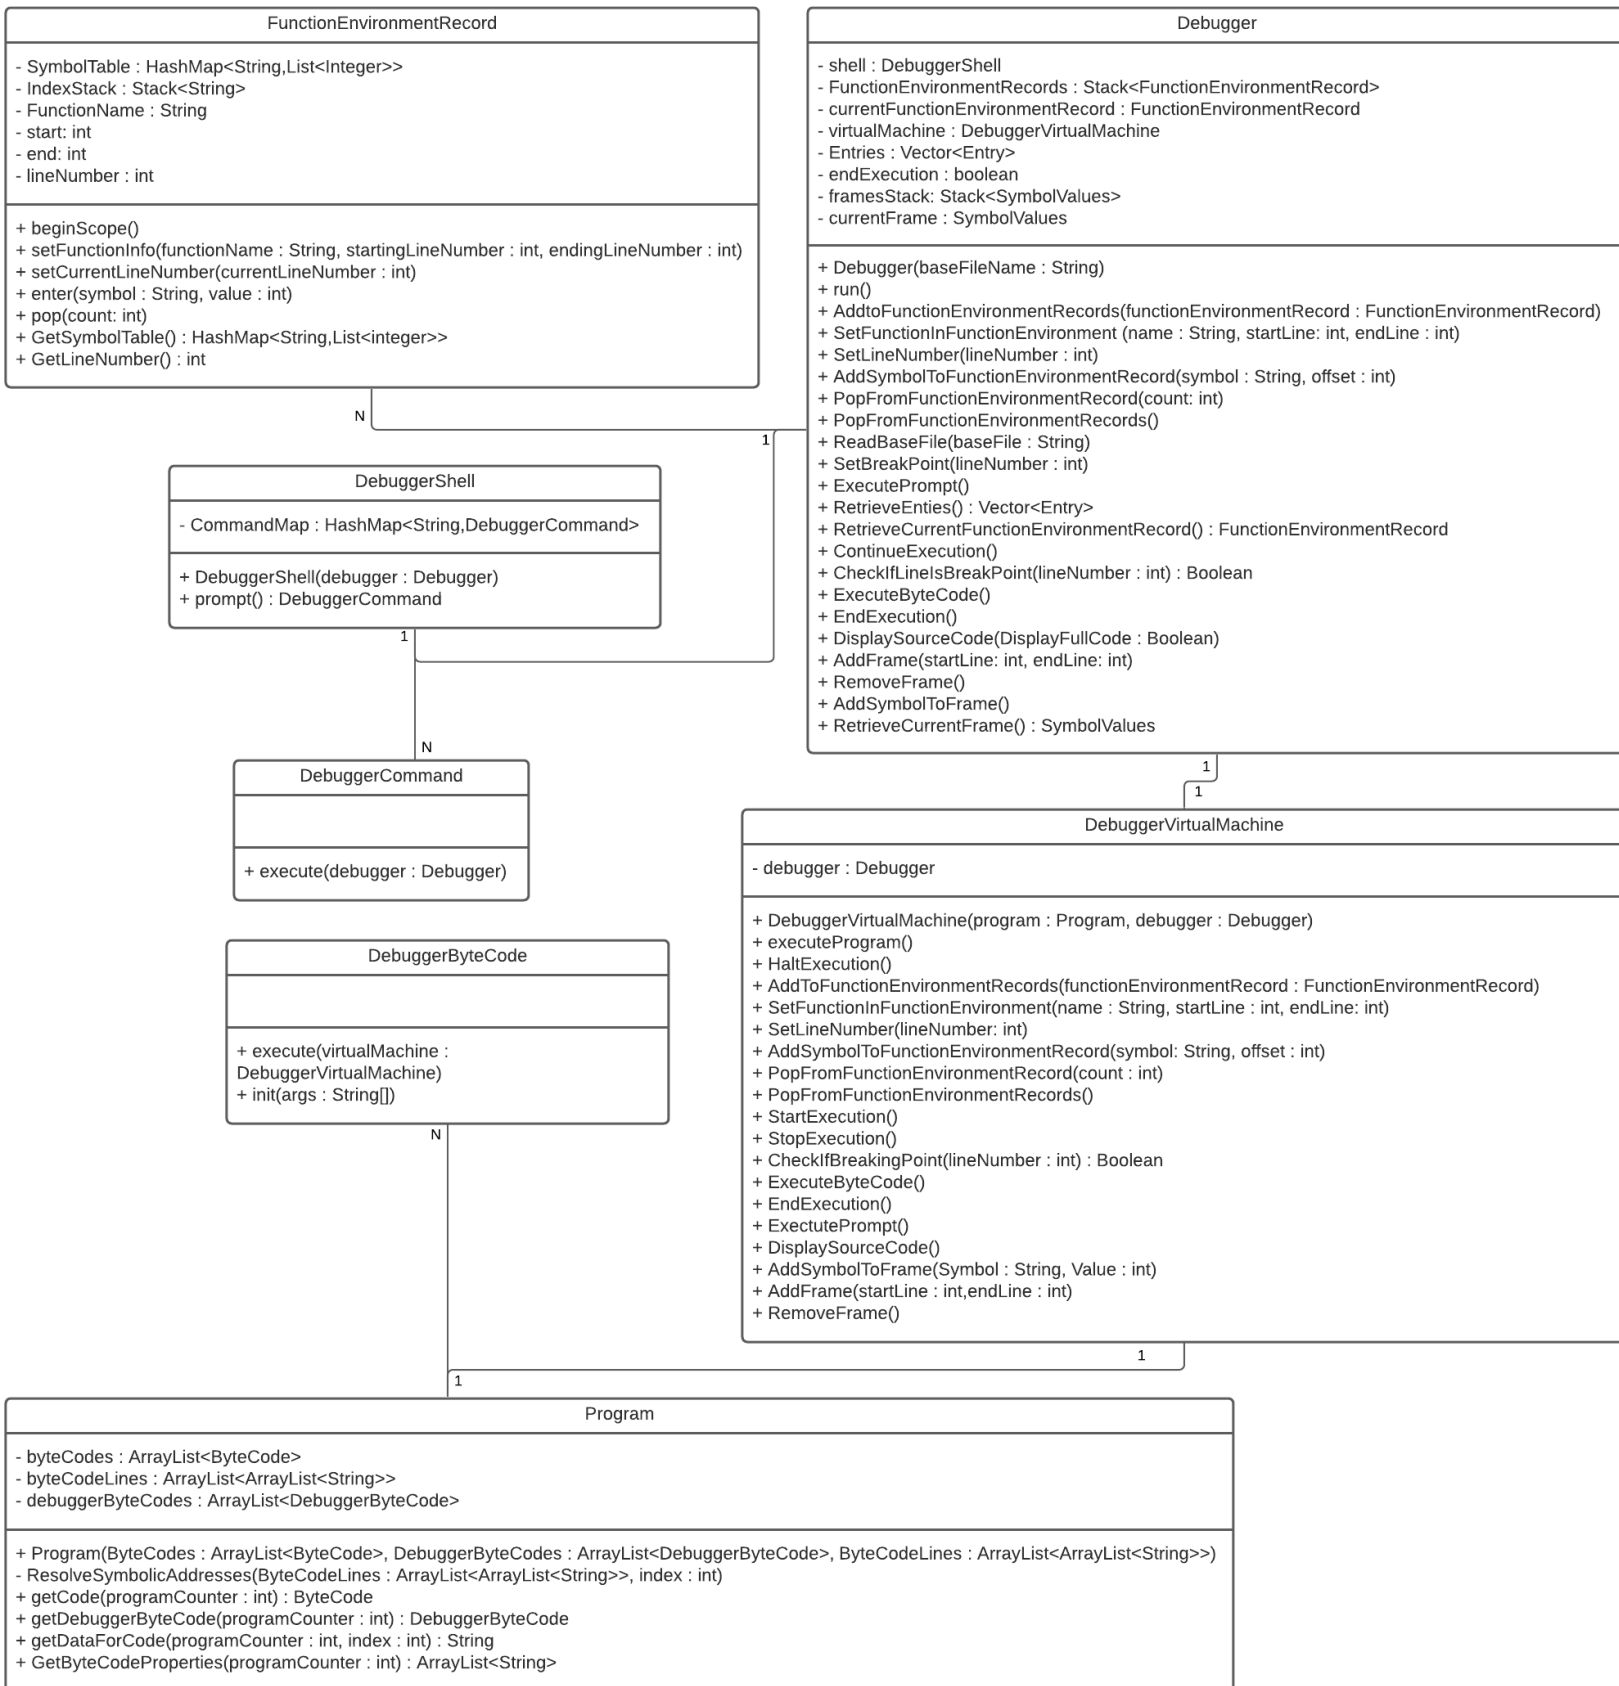 FunctionEnvironmentRecord
- SymbolTable : HashMap<String,List<Integer>>
- IndexStack : Stack<String>
- FunctionName : String
- start: int
- end: int
- lineNumber : int
+ beginScope()
+ setFunctionInfo(functionName : String, startingLineNumber : int, endingLineNumber : int)
+ setCurrentLineNumber(currentLineNumber : int)
+ enter(symbol : String, value : int)
+ pop(count: int)
+ GetSymbolTable() : HashMap<String,List<integer>>
+ GetLineNumber() : int
N
1
Debugger
- shell : DebuggerShell
- FunctionEnvironmentRecords : Stack<FunctionEnvironmentRecord>
- currentFunctionEnvironmentRecord : FunctionEnvironmentRecord
- virtualMachine : DebuggerVirtualMachine
- Entries : Vector<Entry>
- endExecution : boolean
- framesStack: Stack<SymbolValues>
- currentFrame : SymbolValues
+ Debugger(baseFileName : String)
+ run()
+ AddtoFunctionEnvironmentRecords(functionEnvironmentRecord : FunctionEnvironmentRecord)
+ SetFunctionInFunctionEnvironment (name : String, startLine: int, endLine : int)
+ SetLineNumber(lineNumber : int)
+ AddSymbolToFunctionEnvironmentRecord(symbol : String, offset : int)
+ PopFromFunctionEnvironmentRecord(count: int)
+ PopFromFunctionEnvironmentRecords()
+ ReadBaseFile(baseFile : String)
+ SetBreakPoint(lineNumber : int)
+ ExecutePrompt()
+ RetrieveEnties() : Vector<Entry>
+ RetrieveCurrentFunctionEnvironmentRecord() : FunctionEnvironmentRecord
+ ContinueExecution()
+ CheckIfLineIsBreakPoint(lineNumber : int) : Boolean
+ ExecuteByteCode()
+ EndExecution()
+ DisplaySourceCode(DisplayFullCode : Boolean)
+ AddFrame(startLine: int, endLine: int)
+ RemoveFrame()
+ AddSymbolToFrame()
+ RetrieveCurrentFrame() : SymbolValues
DebuggerShell
- CommandMap : HashMap<String,DebuggerCommand>
+ DebuggerShell(debugger : Debugger)
+ prompt() : DebuggerCommand
1
N
DebuggerCommand
+ execute(debugger : Debugger)
1
1
DebuggerVirtualMachine
- debugger : Debugger
+ DebuggerVirtualMachine(program : Program, debugger : Debugger)
+ executeProgram()
+ HaltExecution()
+ AddToFunctionEnvironmentRecords(functionEnvironmentRecord : FunctionEnvironmentRecord)
+ SetFunctionInFunctionEnvironment(name : String, startLine : int, endLine: int)
+ SetLineNumber(lineNumber: int)
+ AddSymbolToFunctionEnvironmentRecord(symbol: String, offset : int)
+ PopFromFunctionEnvironmentRecord(count : int)
+ PopFromFunctionEnvironmentRecords()
+ StartExecution()
+ StopExecution()
+ CheckIfBreakingPoint(lineNumber : int) : Boolean
+ ExecuteByteCode()
+ EndExecution()
+ ExectutePrompt()
+ DisplaySourceCode()
+ AddSymbolToFrame(Symbol : String, Value : int)
+ AddFrame(startLine : int,endLine : int)
+ RemoveFrame()
DebuggerByteCode
+ execute(virtualMachine :
DebuggerVirtualMachine)
+ init(args : String[])
N
1
1
Program
- byteCodes : ArrayList<ByteCode>
- byteCodeLines : ArrayList<ArrayList<String>>
- debuggerByteCodes : ArrayList<DebuggerByteCode>
+ Program(ByteCodes : ArrayList<ByteCode>, DebuggerByteCodes : ArrayList<DebuggerByteCode>, ByteCodeLines : ArrayList<ArrayList<String>>)
- ResolveSymbolicAddresses(ByteCodeLines : ArrayList<ArrayList<String>>, index : int)
+ getCode(programCounter : int) : ByteCode
+ getDebuggerByteCode(programCounter : int) : DebuggerByteCode
+ getDataForCode(programCounter : int, index : int) : String
+ GetByteCodeProperties(programCounter : int) : ArrayList<String>